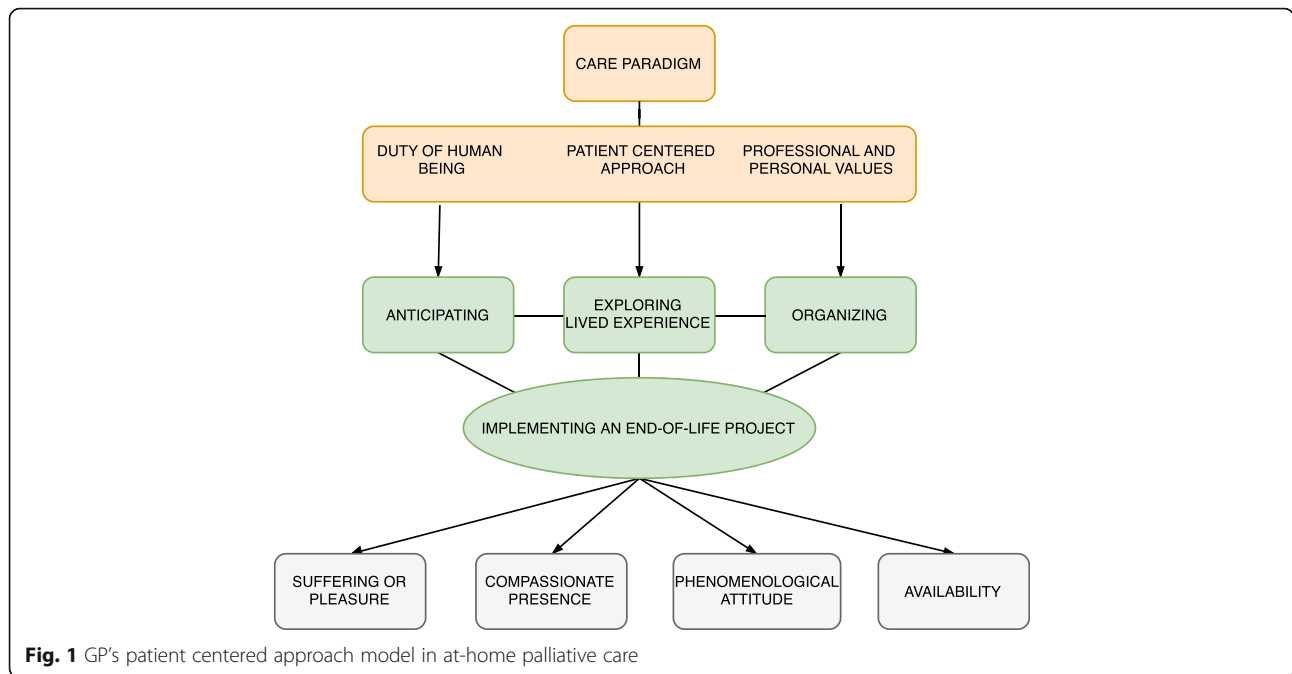 CARE PARADIGM
DUTY OF HUMAN
BEING
PATIENT CENTERED
APPROACH
PROFESSIONAL AND
PERSONAL VALUES
ANTICIPATING
EXPLORING
LIVED EXPERIENCE
ORGANIZING
IMPLEMENTING AN END-OF-LIFE PROJECT
SUFFERING OR
PLEASURE
COMPASSIONATE
PRESENCE
PHENOMENOLOGICAL
ATTITUDE
AVAILABILITY
Fig. 1 GP's patient centered approach model in at-home palliative care